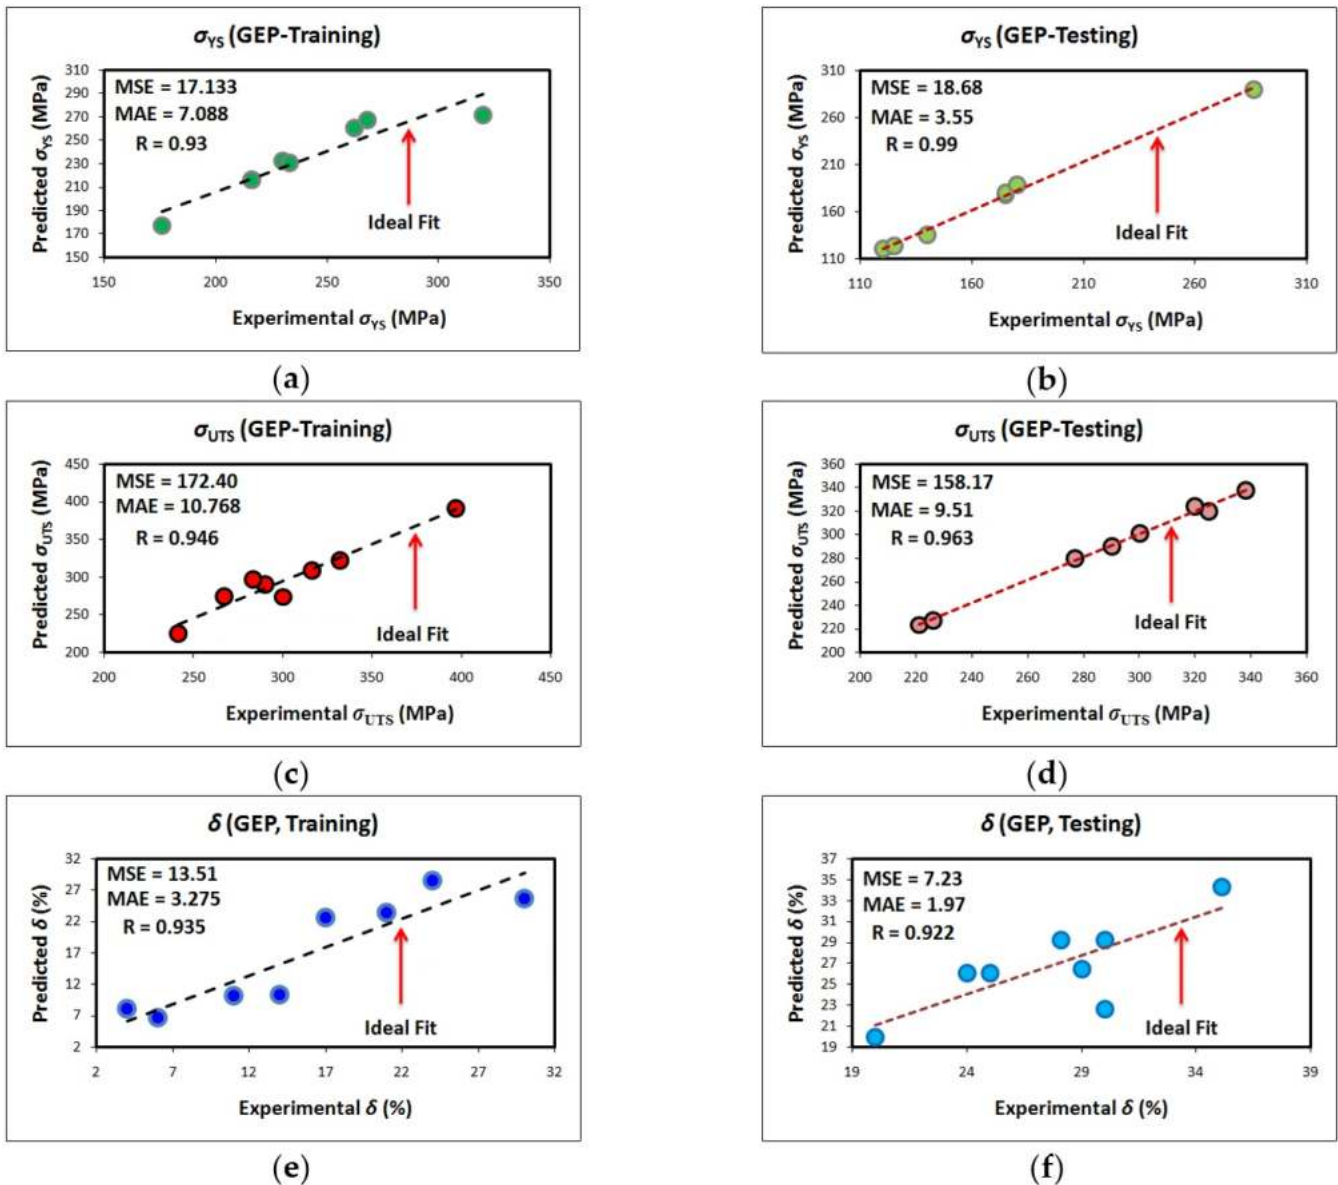 σYS (GEP-Training)
MSE = 17.133
MAE = 7.088
R = 0.93
Ideal Fit
Predicted σYS (MPa)
310
290
270
250
230
210
190
170
150
150 200 250 300 350
Experimental σYS (MPa)
(a)
σYS (GEP-Testing)
MSE = 18.68
MAE = 3.55
R = 0.99
Ideal Fit
Predicted σYS (MPa)
310
260
210
160
110
110 160 210 260 310
Experimental σYS (MPa)
(b)
σUTS (GEP-Training)
MSE = 172.40
MAE = 10.768
R = 0.946
Ideal Fit
Predicted σUTS (MPa)
450
400
350
300
250
200
200 250 300 350 400 450
Experimental σUTS (MPa)
(c)
σUTS (GEP-Testing)
MSE = 158.17
MAE = 9.51
R = 0.963
Ideal Fit
Predicted σUTS (MPa)
360
340
320
300
280
260
240
220
200
200 220 240 260 280 300 320 340 360
Experimental σUTS (MPa)
(d)
δ (GEP, Training)
MSE = 13.51
MAE = 3.275
R = 0.935
Ideal Fit
Predicted δ (%)
32
27
22
17
12
7
2
2 7 12 17 22 27 32
Experimental δ (%)
(e)
δ (GEP, Testing)
MSE = 7.23
MAE = 1.97
R = 0.922
Ideal Fit
Predicted δ (%)
37
35
33
31
29
27
25
23
21
19
19 24 29 34 39
Experimental δ (%)
(f)